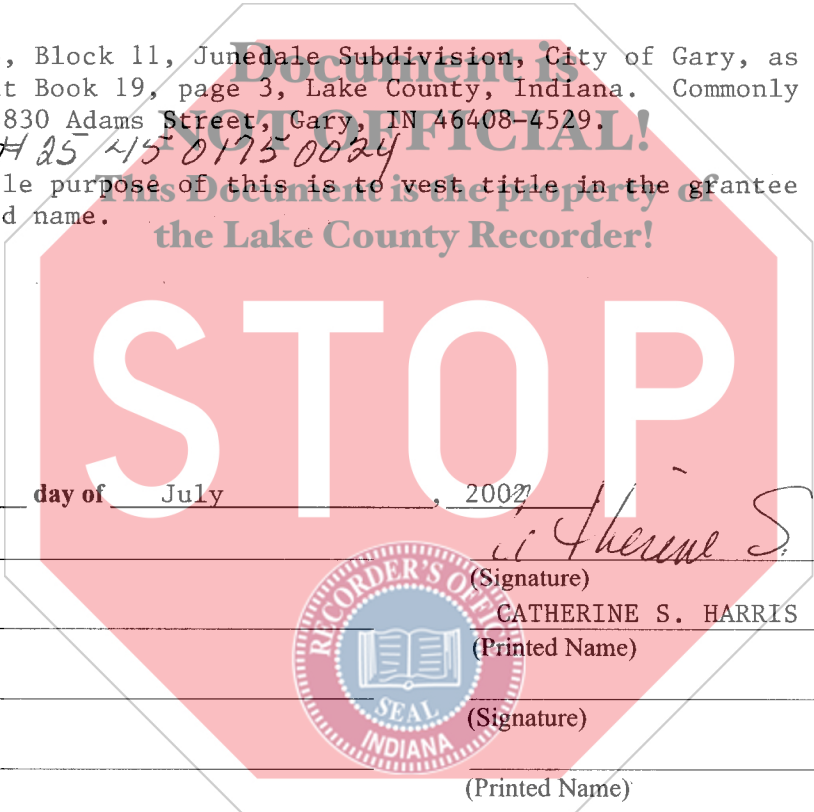 , Block 11, Junedale Subdivision, City of Gary, as
Document is
t Book 19, page 3, Lake County, Indiana. Commonly
830 Adams Street, Gary, IN 46408-4529.
NOT OFFICIAL!
# 25 45 0175 0024
le purpose of this is to vest title in the grantee
This Document is the property of
d name.
the Lake County Recorder!
STOP
day of July , 2002
Catherine S.
(Signature)
CATHERINE S. HARRIS
(Printed Name)
RECORDER'S OFFICE
SEAL
INDIANA
(Signature)
(Printed Name)